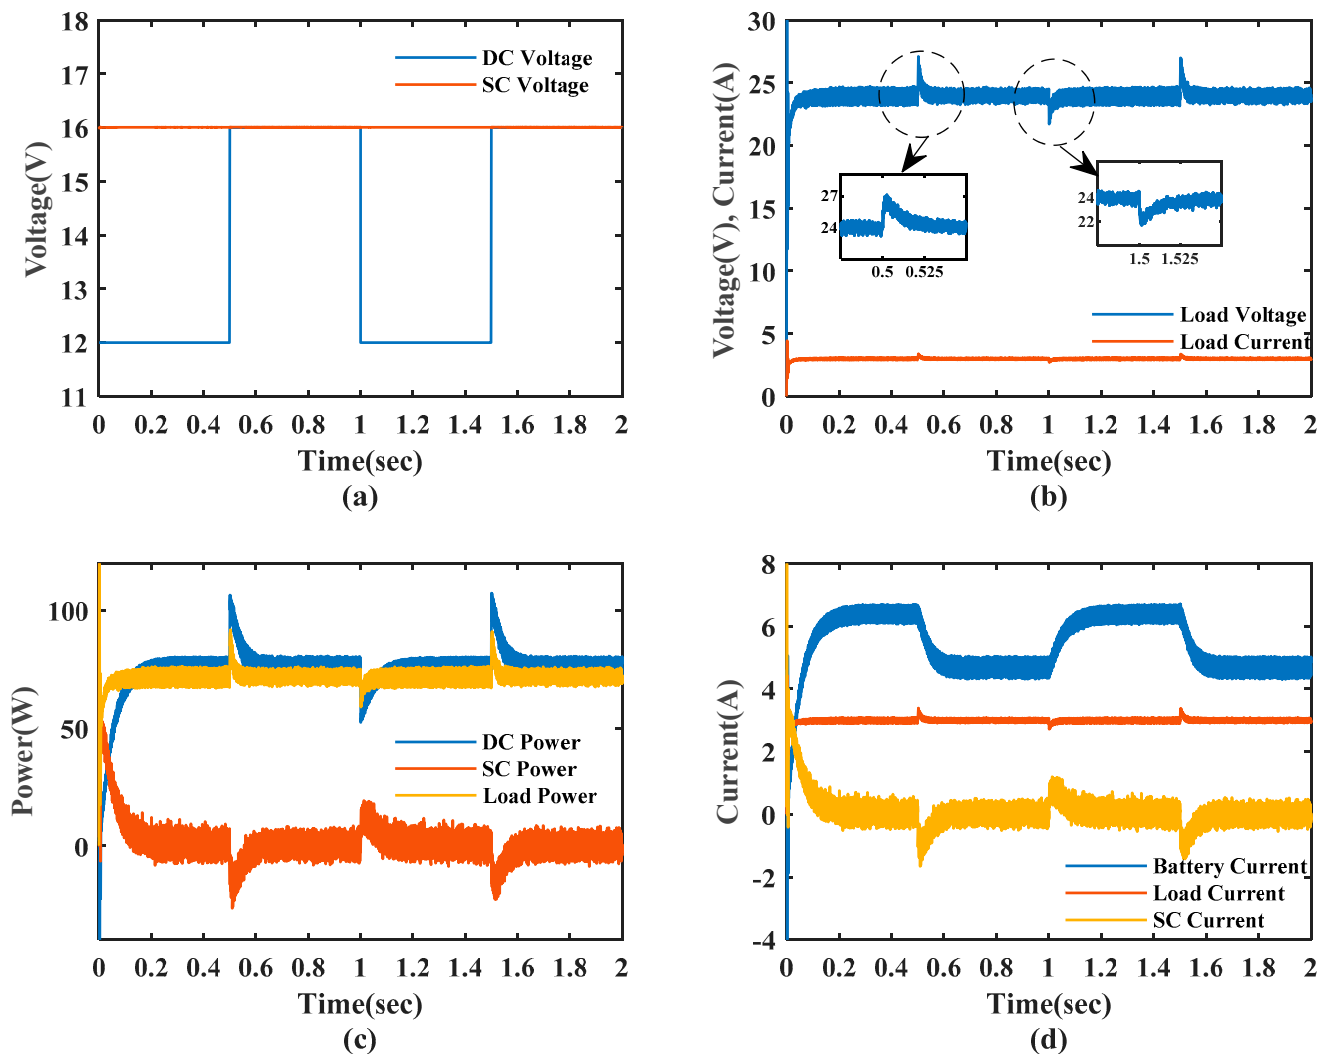 18
17
16
15
14
13
12
11
Voltage(V)
DC Voltage
SC Voltage
0 0.2 0.4 0.6 0.8 1 1.2 1.4 1.6 1.8 2
Time(sec)
(a)
30
25
20
15
10
5
0
Voltage(V), Current(A)
27
24
0.5 0.525
24
22
1.5 1.525
Load Voltage
Load Current
0 0.2 0.4 0.6 0.8 1 1.2 1.4 1.6 1.8 2
Time(sec)
(b)
100
50
0
Power(W)
DC Power
SC Power
Load Power
0 0.2 0.4 0.6 0.8 1 1.2 1.4 1.6 1.8 2
Time(sec)
(c)
8
6
4
2
0
-2
-4
Current(A)
Battery Current
Load Current
SC Current
0 0.2 0.4 0.6 0.8 1 1.2 1.4 1.6 1.8 2
Time(sec)
(d)